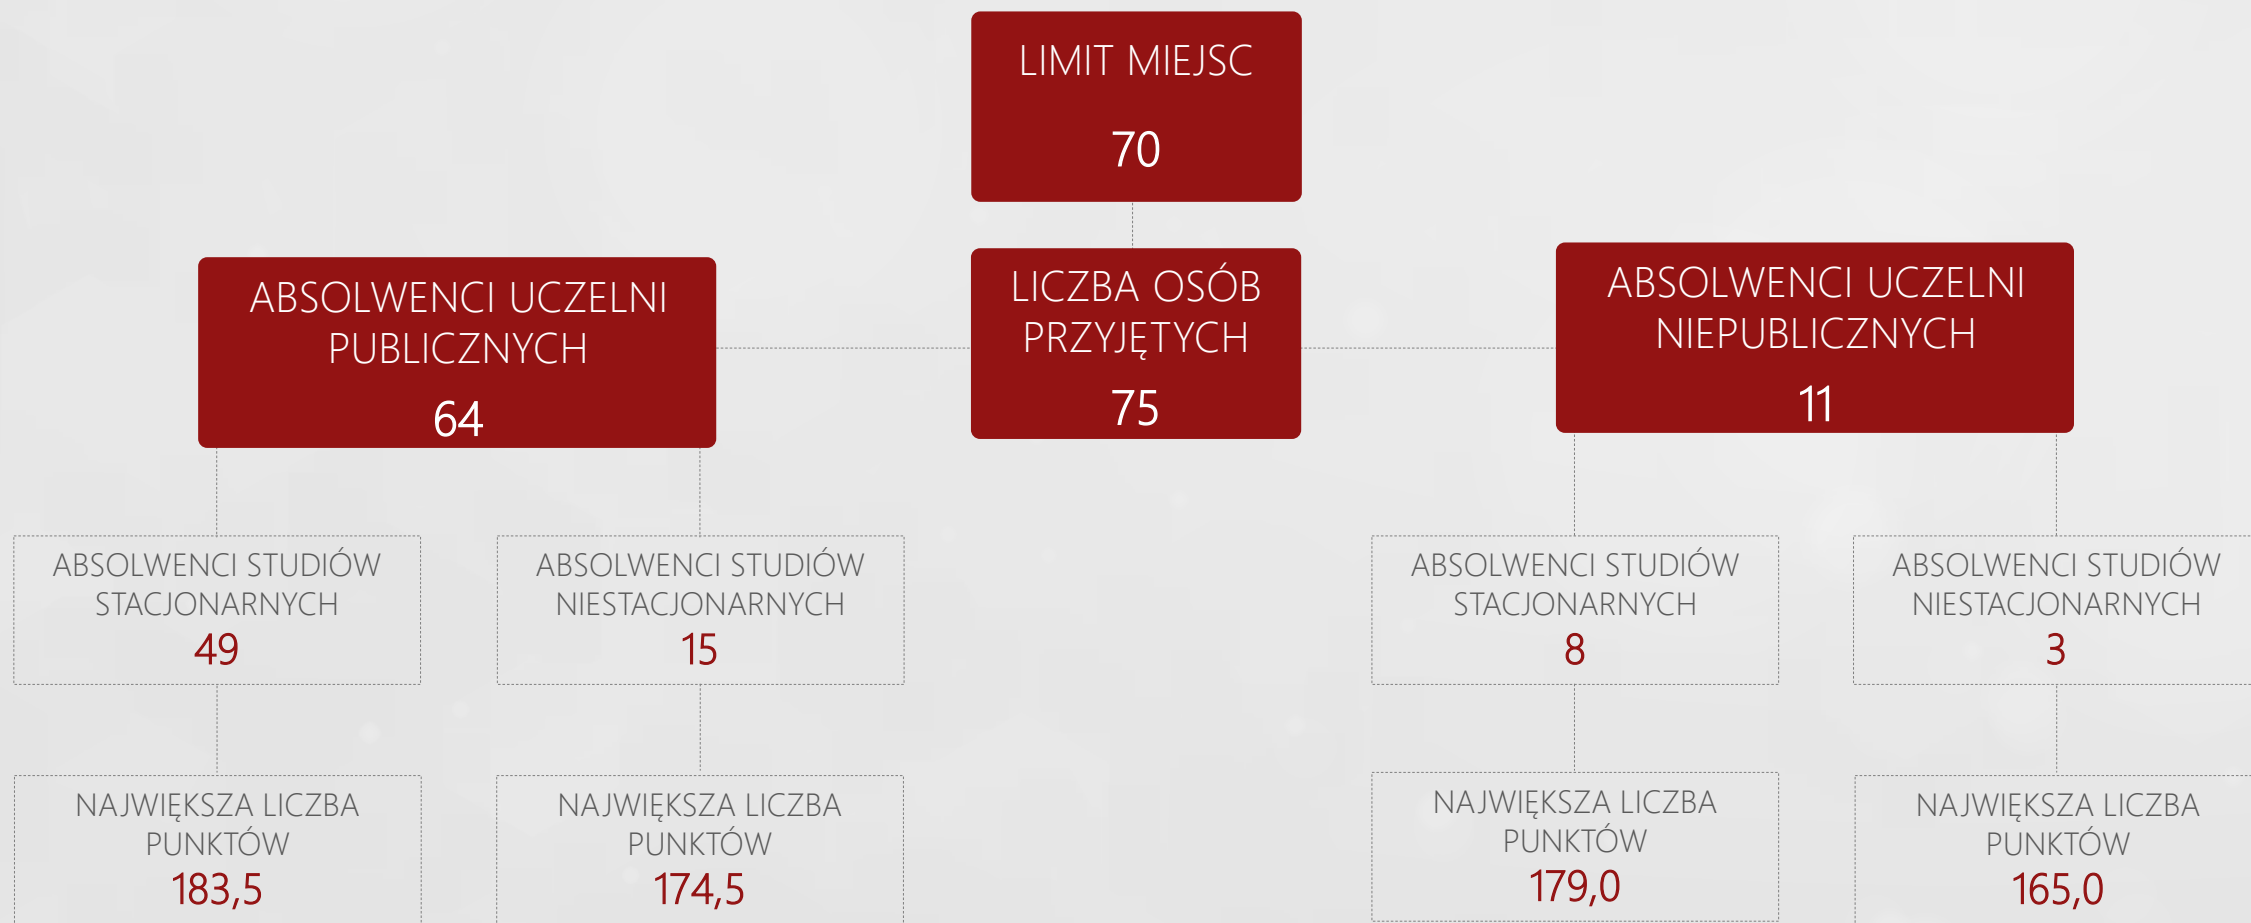 LIMIT MIEJSC
70
ABSOLWENCI UCZELNI
PUBLICZNYCH
64
LICZBA OSÓB
PRZYJĘTYCH
75
ABSOLWENCI UCZELNI
NIEPUBLICZNYCH
11
ABSOLWENCI STUDIÓW
STACJONARNYCH
49
ABSOLWENCI STUDIÓW
NIESTACJONARNYCH
15
ABSOLWENCI STUDIÓW
STACJONARNYCH
8
ABSOLWENCI STUDIÓW
NIESTACJONARNYCH
3
NAJWIĘKSZA LICZBA
PUNKTÓW
183,5
NAJWIĘKSZA LICZBA
PUNKTÓW
174,5
NAJWIĘKSZA LICZBA
PUNKTÓW
179,0
NAJWIĘKSZA LICZBA
PUNKTÓW
165,0